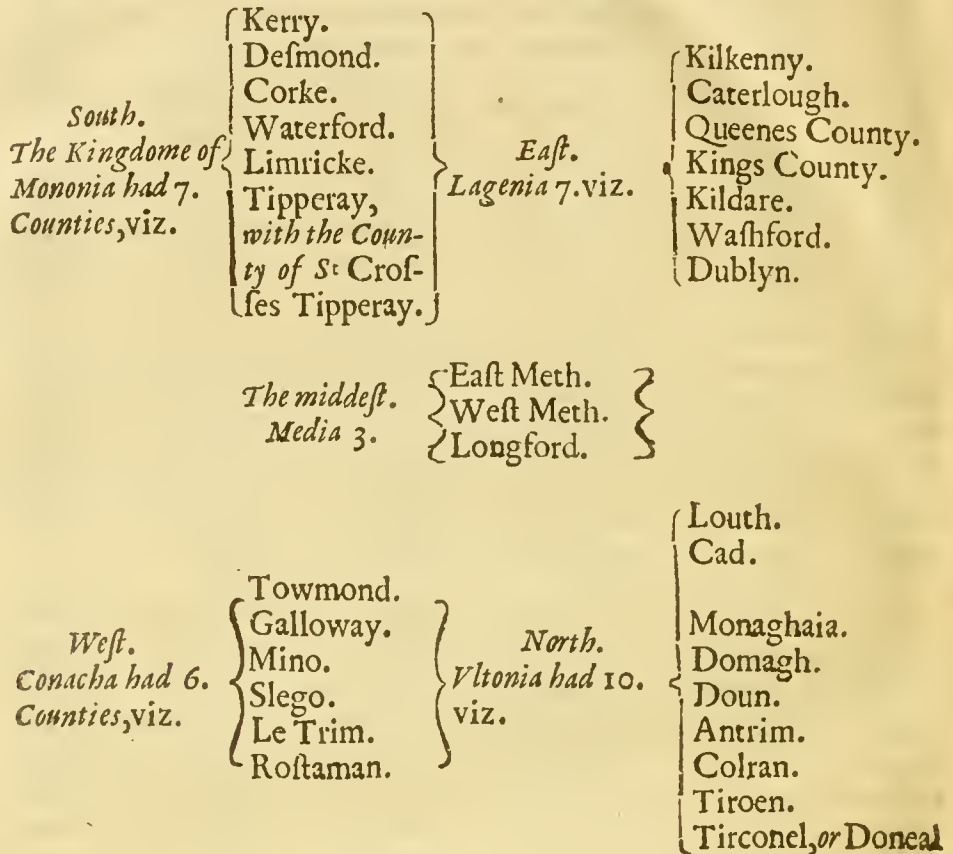 South.
The Kingdome of
Mononia had 7.
Counties,viz.
Kerry.
Deſmond.
Corke.
Waterford.
Limricke.
Tipperay,
with the Coun-
ty of St Croſ-
ſes Tipperay.
Eaſt.
Lagenia 7.viz.
Kilkenny.
Caterlough.
Queenes County.
Kings County.
Kildare.
Waſhford.
Dublyn.
The middeſt.
Media 3.
Eaſt Meth.
Weſt Meth.
Longford.
Weſt.
Conacha had 6.
Counties,viz.
Towmond.
Galloway.
Mino.
Slego.
Le Trim.
Roſtaman.
North.
Vltonia had 10.
viz.
Louth.
Cad.
Monaghaia.
Domagh.
Doun.
Antrim.
Colran.
Tiroen.
Tirconel,or Doneal